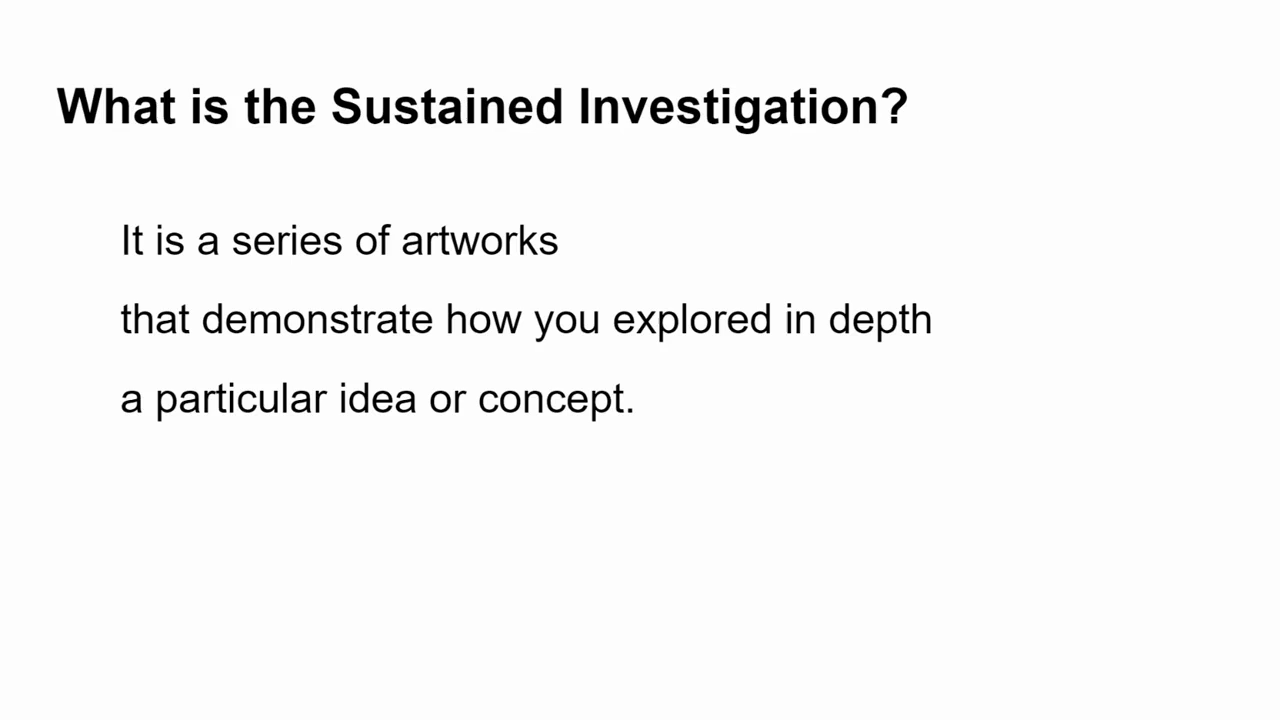 What is the Sustained Investigation?
It is a series of artworks
that demonstrate how you explored in depth
a particular idea or concept.